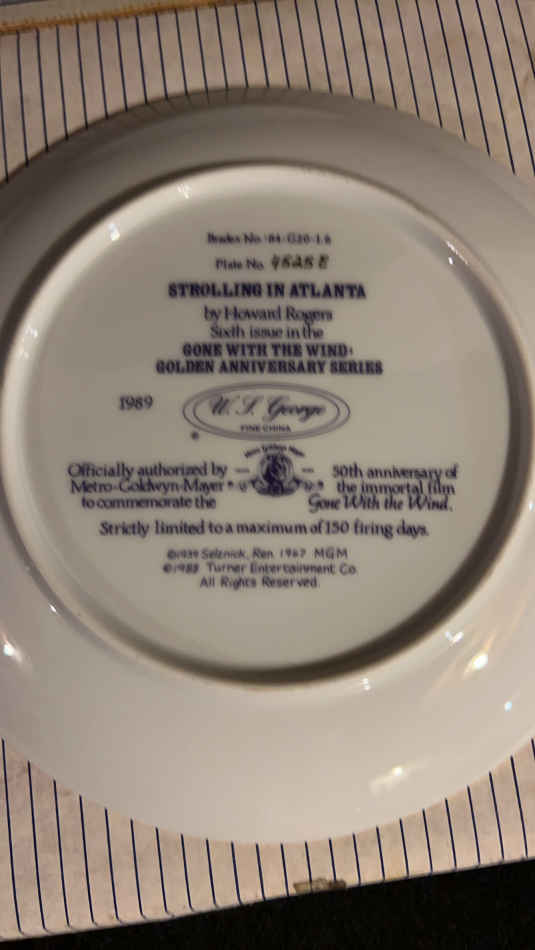 Bradex No. 84-G20-1.6
Plate No. 4525 E
STROLLING IN ATLANTA
by Howard Rogers
Sixth issue in the
GONE WITH THE WIND:
GOLDEN ANNIVERSARY SERIES
1989
W. S. George
FINE CHINA
Officially authorized by
Metro-Goldwyn-Mayer
to commemorate the
50th anniversary of
the immortal film
Gone With the Wind.
Strictly limited to a maximum of 150 firing days.
©1939 Selznick, Ren. 1967 MGM
©1988 Turner Entertainment Co.
All Rights Reserved.